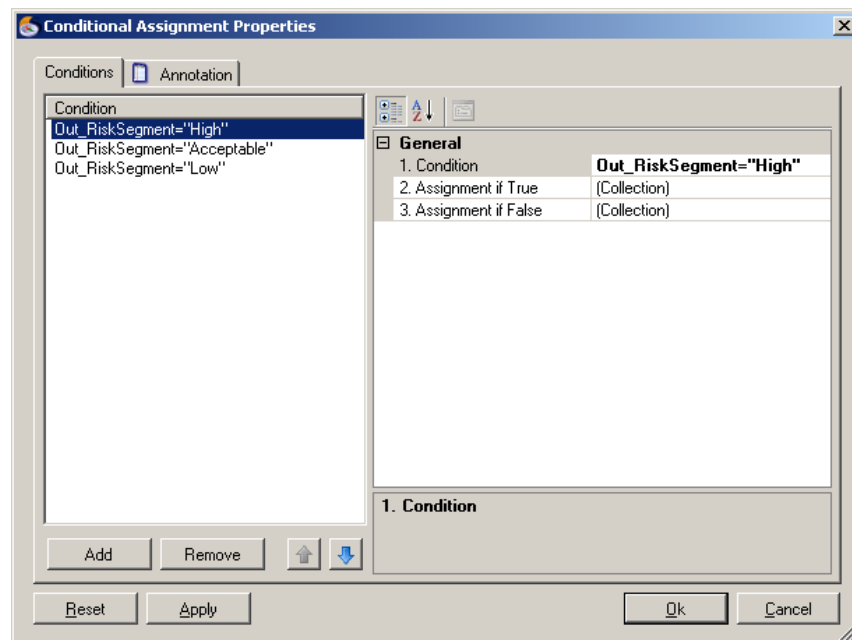 Conditional Assignment Properties
Conditions
Annotation
Condition
Out_RiskSegment="High"
Out_RiskSegment="Acceptable"
Out_RiskSegment="Low"
A
Z
General
1. Condition Out_RiskSegment="High"
2. Assignment if True (Collection)
3. Assignment if False (Collection)
1. Condition
Add Remove
Reset Apply Ok Cancel